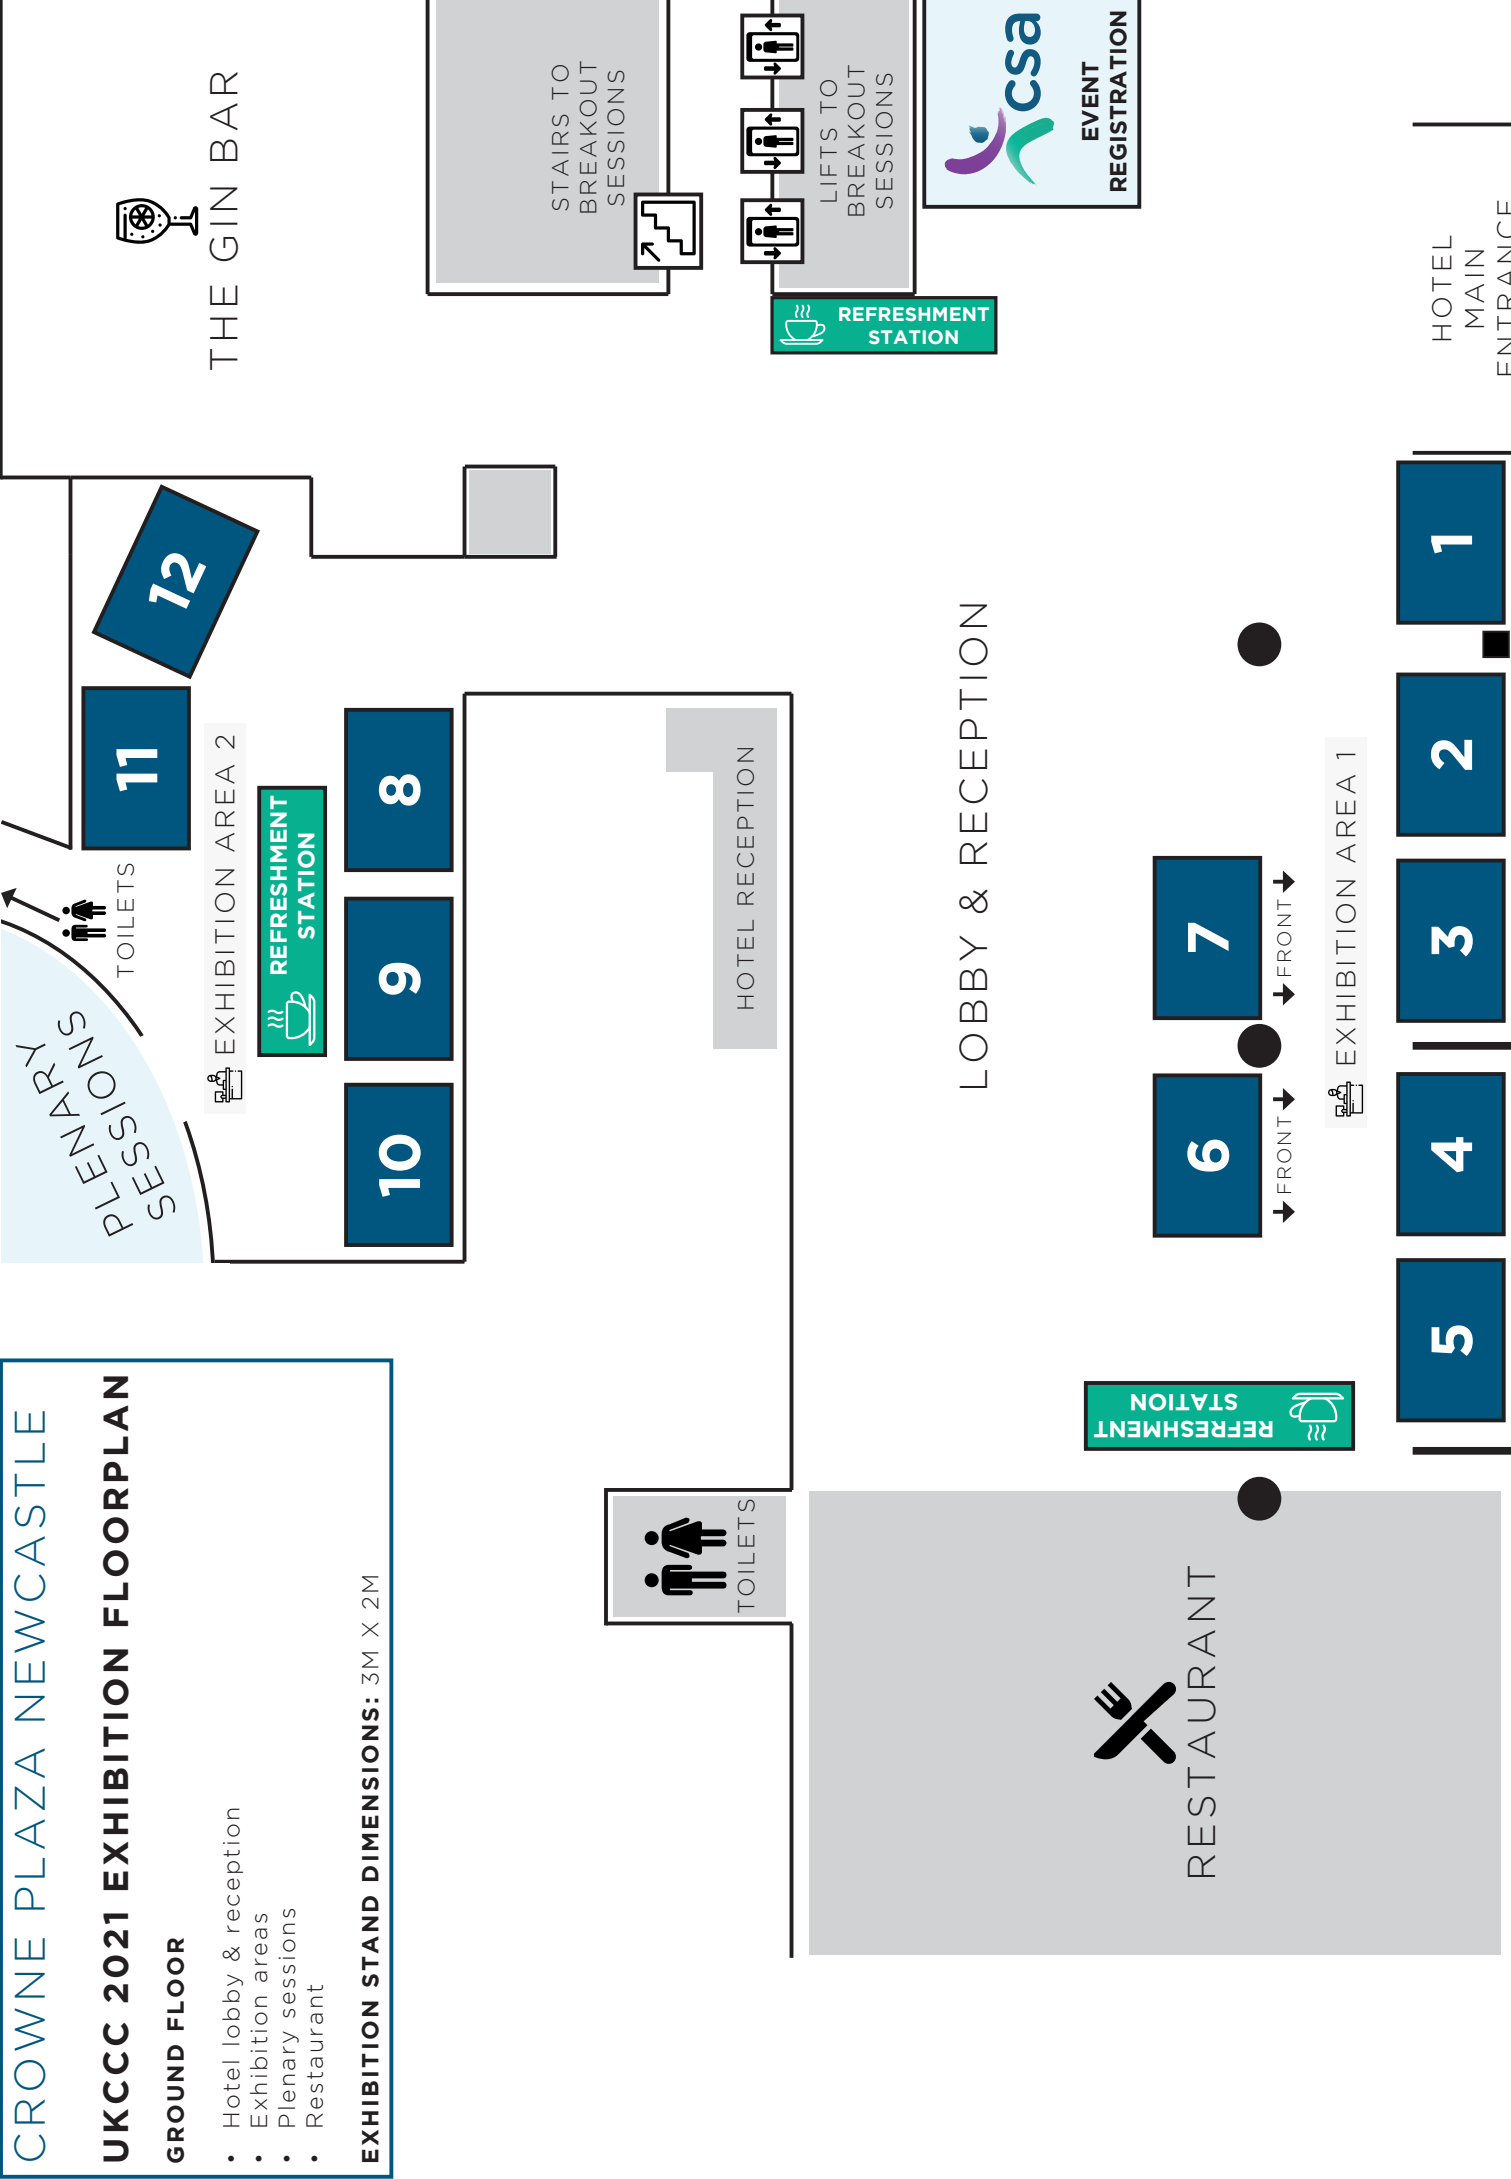 CROWNE PLAZA NEWCASTLE
UKCCC 2021 EXHIBITION FLOORPLAN
GROUND FLOOR
• Hotel lobby & reception
• Exhibition areas
• Plenary sessions
• Restaurant
EXHIBITION STAND DIMENSIONS: 3M X 2M
PLENARY
SESSIONS
TOILETS
11
12
THE GIN BAR
EXHIBITION AREA 2
REFRESHMENT
STATION
10
9
8
STAIRS TO
BREAKOUT
SESSIONS
LIFTS TO
BREAKOUT
SESSIONS
REFRESHMENT
STATION
csa
EVENT
REGISTRATION
TOILETS
HOTEL RECEPTION
LOBBY & RECEPTION
RESTAURANT
REFRESHMENT
STATION
6
7
FRONT
FRONT
EXHIBITION AREA 1
5
4
3
2
1
HOTEL
MAIN
ENTRANCE